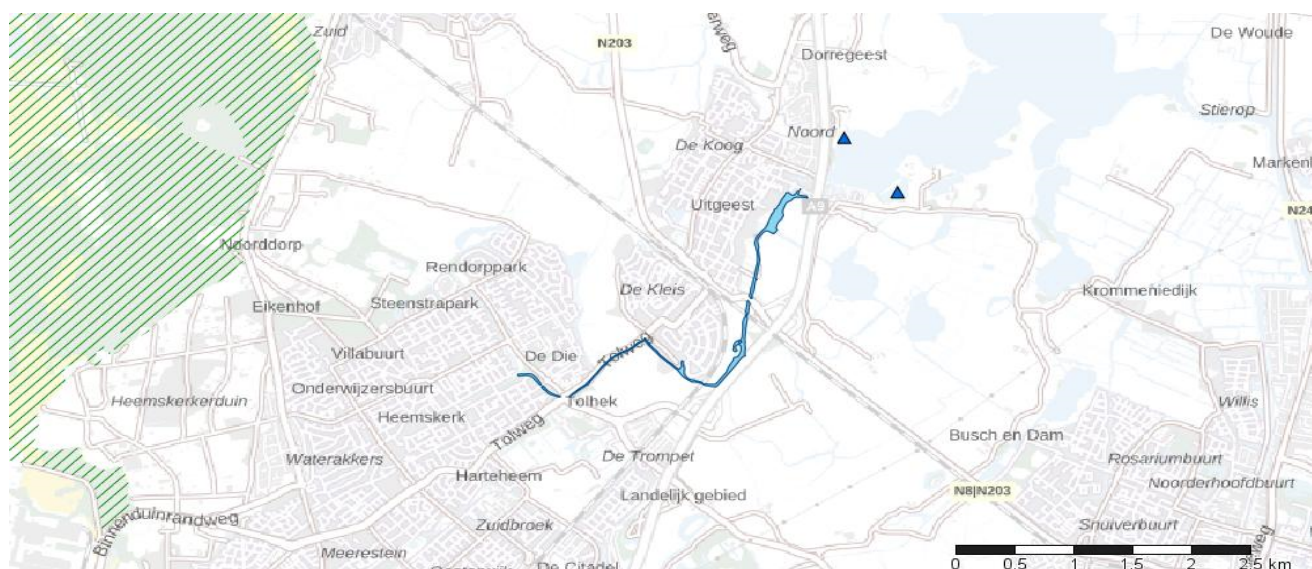 Zuid
N203
Dorregeest
De Woude
Stierop
Noord
De Koog
N24
Uitgeest
A9
Noorddorp
Rendorppark
De Kleis
Krommeniedijk
Eikenhof
Steenstrapark
Villabuurt
De Die
Tolweg
Onderwijzersbuurt
Heemskerkerduin
Tolhek
Willis
Heemskerk
Tolweg
Busch en Dam
Waterakkers
De Trompet
Rosariumbuurt
Harteheem
Noorderhoofdbuurt
Landelijk gebied
N8|N203
Binnenduinrandweg
Zuidbroek
Snuiverbuurt
Meerestein
De Citadel
0 0.5 1 1.5 2 2.5 km